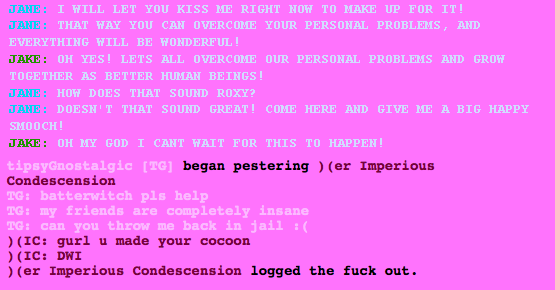 JANE: I WILL LET YOU KISS ME RIGHT NOW TO MAKE UP FOR IT!
JANE: THAT WAY YOU CAN OVERCOME YOUR PERSONAL PROBLEMS, AND
EVERYTHING WILL BE WONDERFUL!
JAKE: OH YES! LETS ALL OVERCOME OUR PERSONAL PROBLEMS AND GROW
TOGETHER AS BETTER HUMAN BEINGS!
JANE: HOW DOES THAT SOUND ROXY?
JANE: DOESN'T THAT SOUND GREAT! COME HERE AND GIVE ME A BIG HAPPY
SMOOCH!
JAKE: OH MY GOD I CANT WAIT FOR THIS TO HAPPEN!
tipsyGnostalgic [TG] began pestering )(er Imperious
Condescension
TG: batterwitch pls help
TG: my friends are completely insane
TG: can you throw me back in jail :(
)(IC: gurl u made your cocoon
)(IC: DWI
)(er Imperious Condescension logged the fuck out.